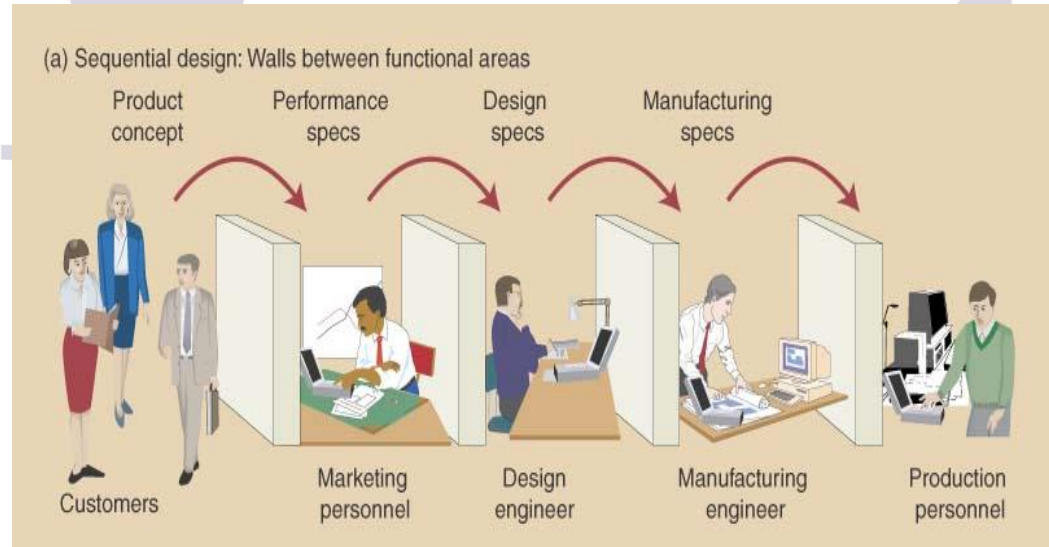 (a) Sequential design: Walls between functional areas
Product
concept
Performance
specs
Design
specs
Manufacturing
specs
Customers
Marketing
personnel
Design
engineer
Manufacturing
engineer
Production
personnel